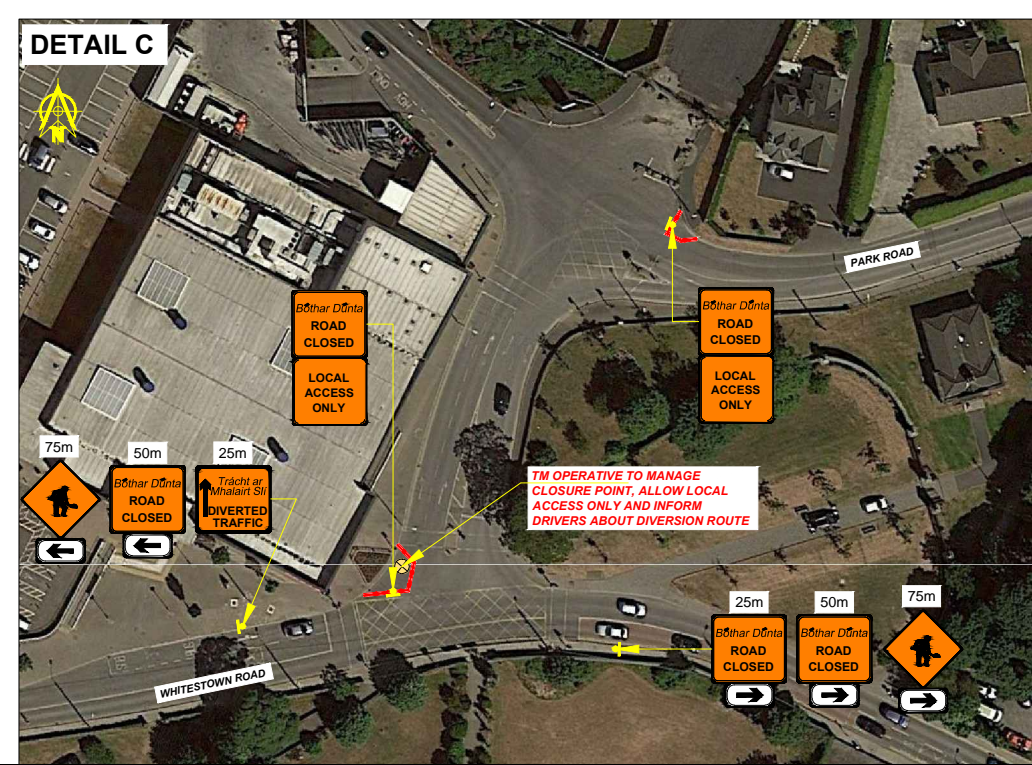 DETAIL C
N
PARK ROAD
Bóthar Dúnta
ROAD
CLOSED
LOCAL
ACCESS
ONLY
Bóthar Dúnta
ROAD
CLOSED
LOCAL
ACCESS
ONLY
75m
50m
Bóthar Dúnta
ROAD
CLOSED
25m
Trácht ar
Mhalairt Slí
DIVERTED
TRAFFIC
TM OPERATIVE TO MANAGE
CLOSURE POINT, ALLOW LOCAL
ACCESS ONLY AND INFORM
DRIVERS ABOUT DIVERSION ROUTE
25m
Bóthar Dúnta
ROAD
CLOSED
50m
Bóthar Dúnta
ROAD
CLOSED
75m
WHITESTOWN ROAD